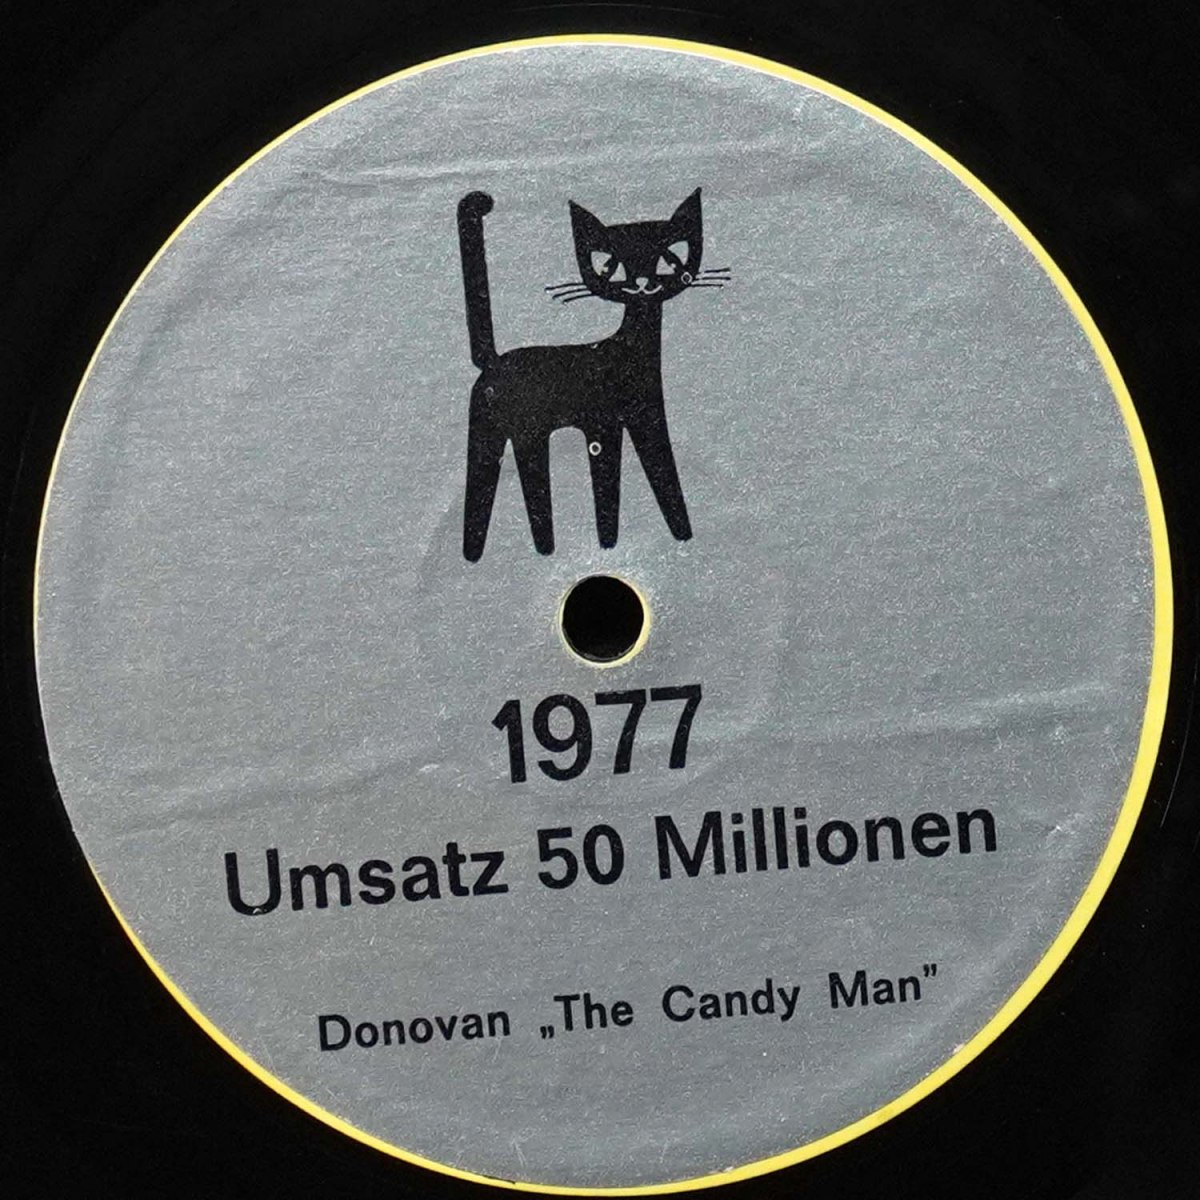 1977
Umsatz 50 Millionen
Donovan „The Candy Man”